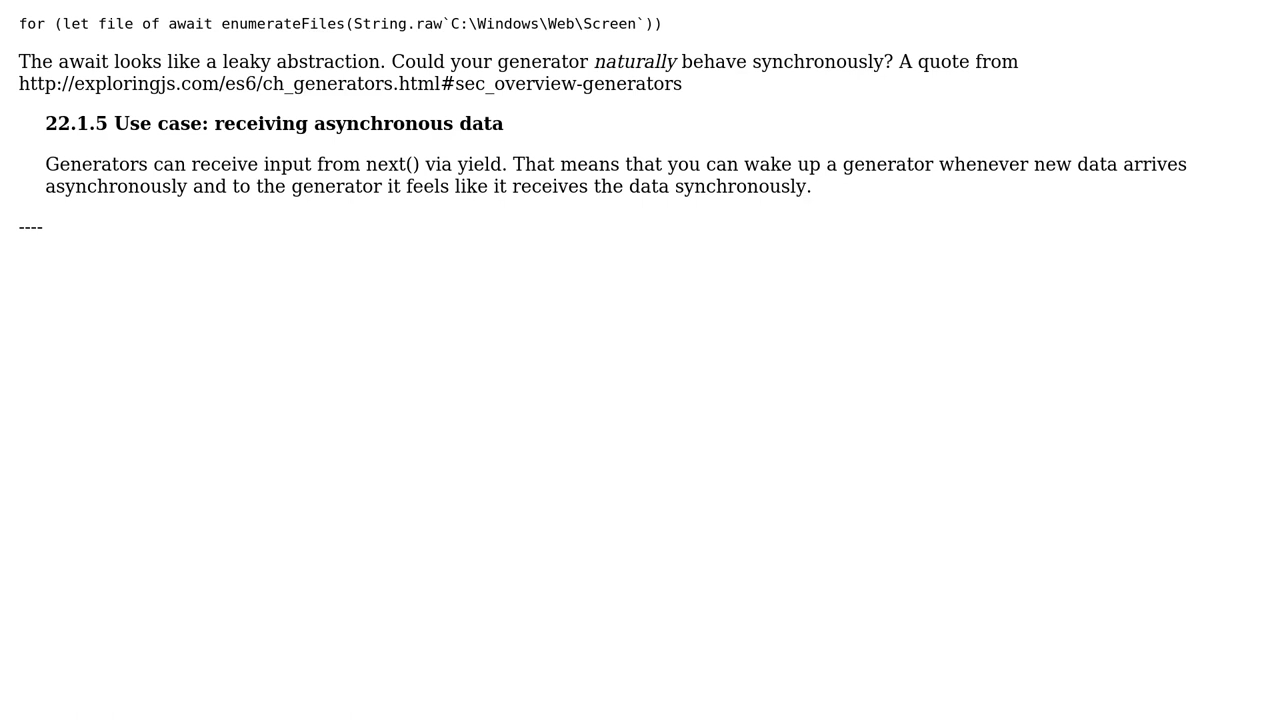 for (let file of await enumerateFiles(String.raw`C:\Windows\Web\Screen`))
The await looks like a leaky abstraction. Could your generator naturally behave synchronously? A quote from
http://exploringjs.com/es6/ch_generators.html#sec_overview-generators
22.1.5 Use case: receiving asynchronous data
Generators can receive input from next() via yield. That means that you can wake up a generator whenever new data arrives
asynchronously and to the generator it feels like it receives the data synchronously.
----